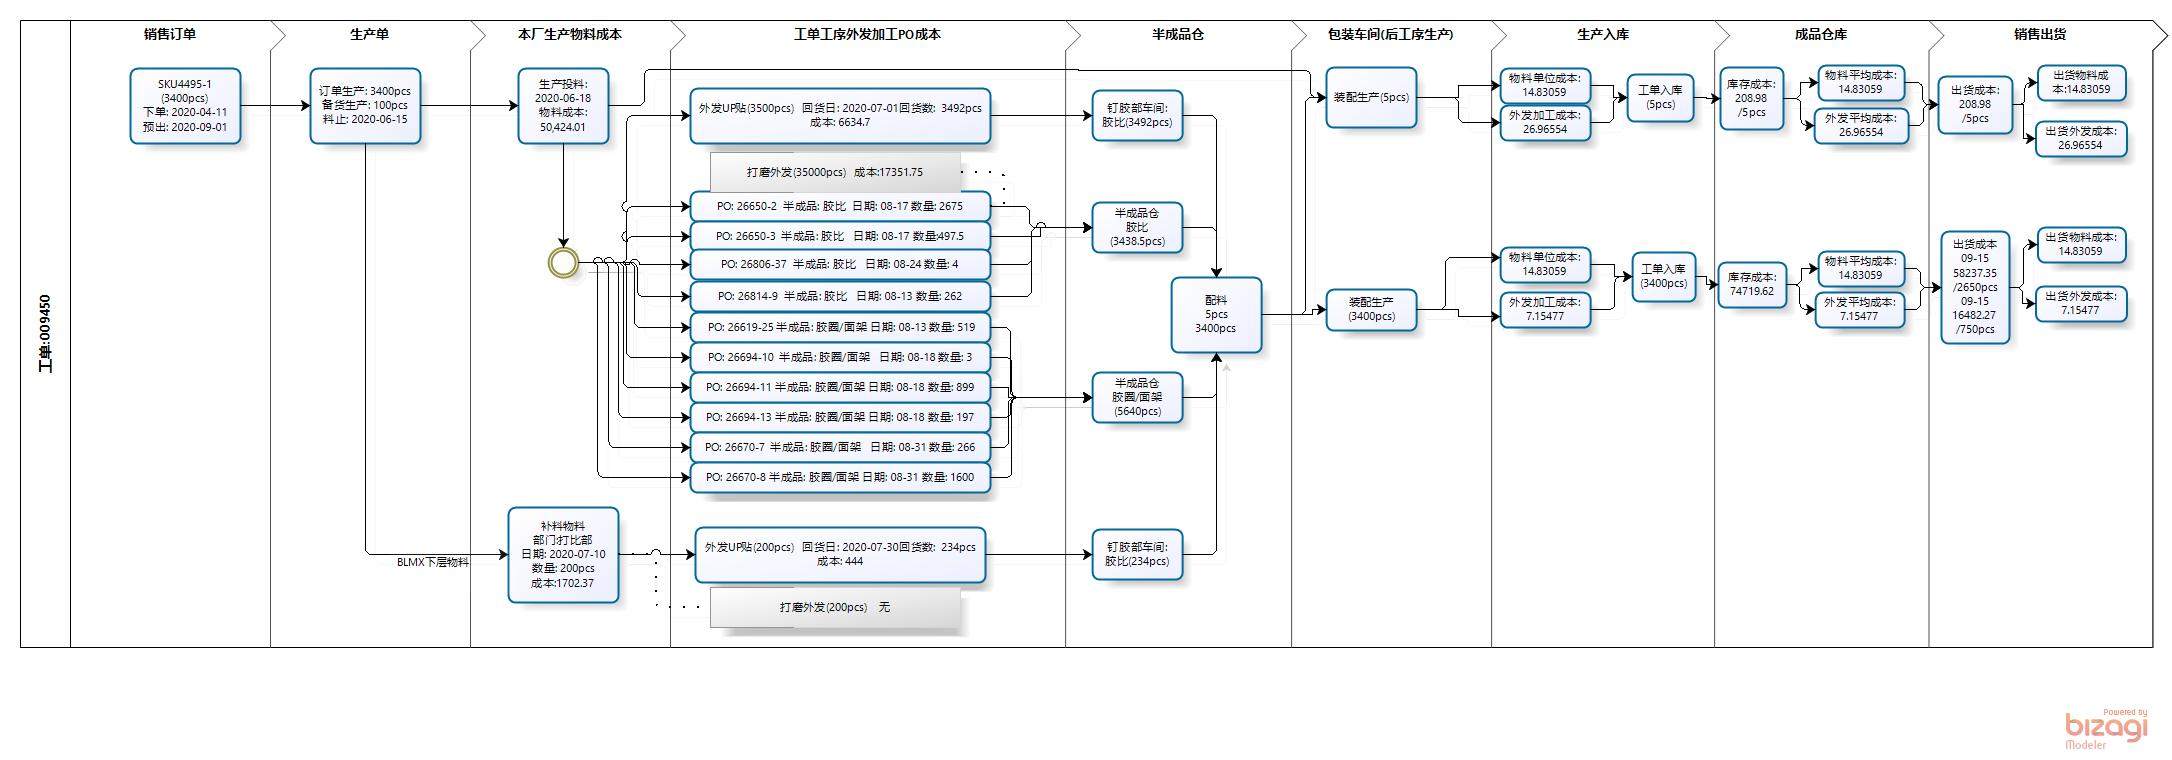 工单:009450
销售订单
生产单
本厂生产物料成本
工单工序外发加工PO成本
半成品仓
包装车间(后工序生产)
生产入库
成品仓库
销售出货
SKU4495-1
(3400pcs)
下单: 2020-04-11
预出: 2020-09-01
订单生产: 3400pcs
备货生产: 100pcs
料止: 2020-06-15
生产投料:
2020-06-18
物料成本:
50,424.01
外发UP贴(3500pcs) 回货日: 2020-07-01回货数: 3492pcs
成本: 6634.7
打磨外发(35000pcs) 成本:17351.75
PO: 26650-2 半成品: 胶比 日期: 08-17 数量: 2675
PO: 26650-3 半成品: 胶比 日期: 08-17 数量:497.5
PO: 26806-37 半成品: 胶比 日期: 08-24 数量: 4
PO: 26814-9 半成品: 胶比 日期: 08-13 数量: 262
PO: 26619-25 半成品: 胶圈/面架 日期: 08-13 数量: 519
PO: 26694-10 半成品: 胶圈/面架 日期: 08-18 数量: 3
PO: 26694-11 半成品: 胶圈/面架 日期: 08-18 数量: 899
PO: 26694-13 半成品: 胶圈/面架 日期: 08-18 数量: 197
PO: 26670-7 半成品: 胶圈/面架 日期: 08-31 数量: 266
PO: 26670-8 半成品: 胶圈/面架 日期: 08-31 数量: 1600
BLMX下层物料
补料物料
部门:打比部
日期: 2020-07-10
数量: 200pcs
成本:1702.37
外发UP贴(200pcs) 回货日: 2020-07-30回货数: 234pcs
成本: 444
打磨外发(200pcs) 无
钉胶部车间:
胶比(3492pcs)
半成品仓
胶比
(3438.5pcs)
半成品仓
胶圈/面架
(5640pcs)
钉胶部车间:
胶比(234pcs)
配料
5pcs
3400pcs
装配生产(5pcs)
装配生产
(3400pcs)
物料单位成本:
14.83059
外发加工成本:
26.96554
工单入库
(5pcs)
物料单位成本:
14.83059
外发加工成本:
7.15477
工单入库
(3400pcs)
库存成本:
208.98
/5pcs
物料平均成本:
14.83059
外发平均成本:
26.96554
库存成本:
74719.62
物料平均成本:
14.83059
外发平均成本:
7.15477
出货成本:
208.98
/5pcs
出货物料成
本:14.83059
出货外发成本:
26.96554
出货成本
09-15
58237.35
/2650pcs
09-15
16482.27
/750pcs
出货物料成本:
14.83059
出货外发成本:
7.15477
Powered by
bizagi
Modeler